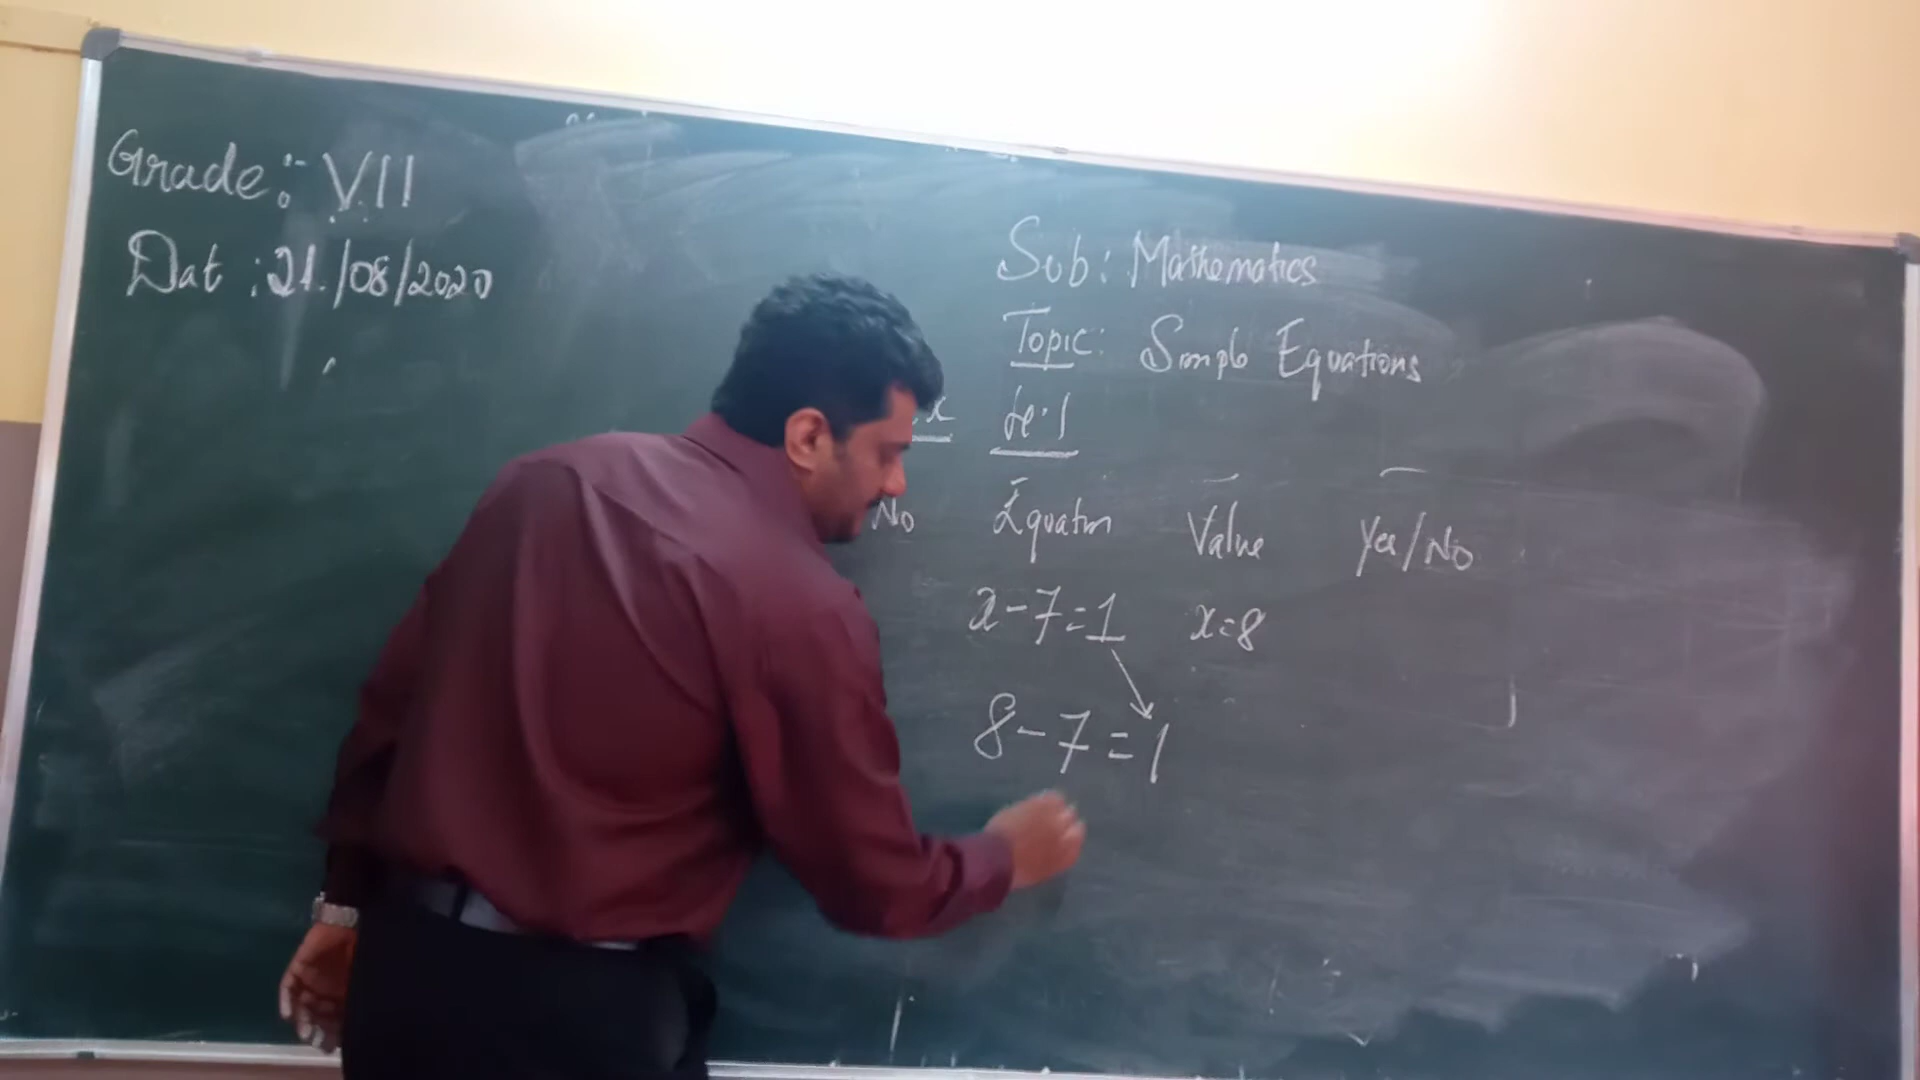 Grade :- VII
Dat : 21/08/2020
Sub: Mathematics
Topic: Simple Equations
No Equatin Value Yes/No
x-7=1 x=8
8-7=1